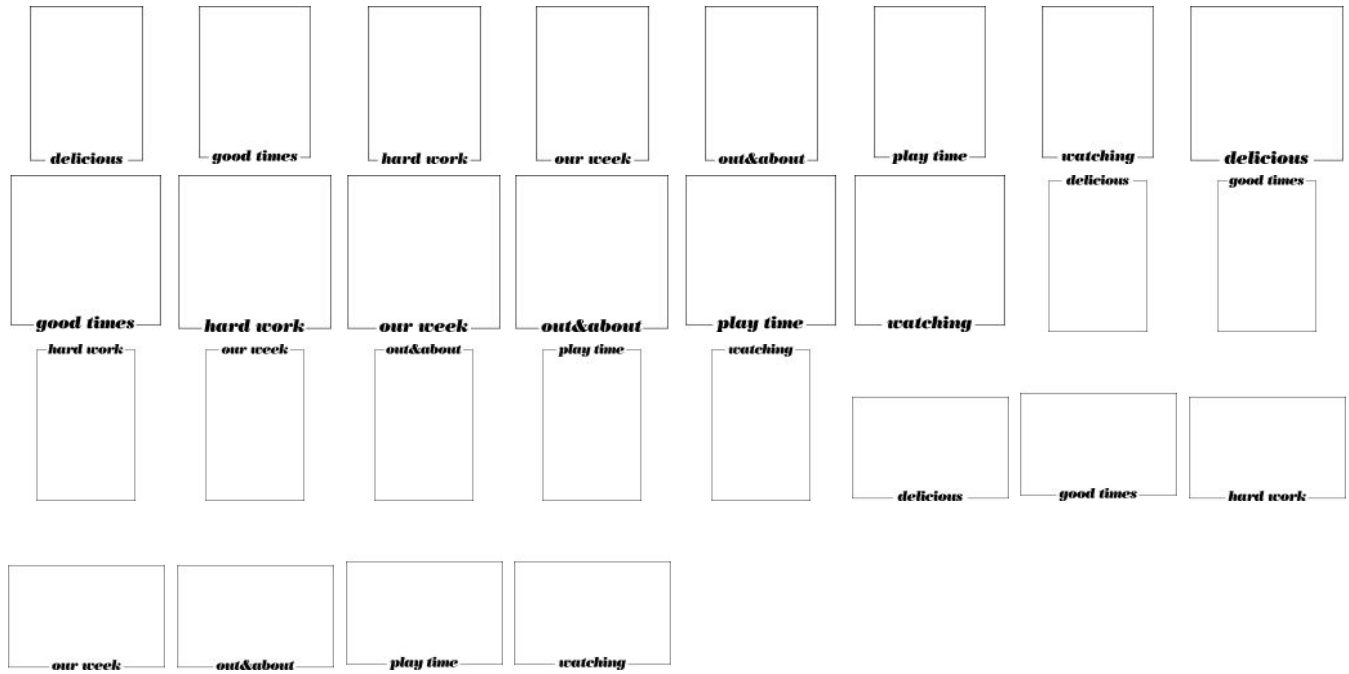 delicious
good times
hard work
our week
out&about
play time
watching
delicious
good times
hard work
our week
out&about
play time
watching
delicious
good times
hard work
our week
out&about
play time
watching
delicious
good times
hard work
our week
out&about
play time
watching